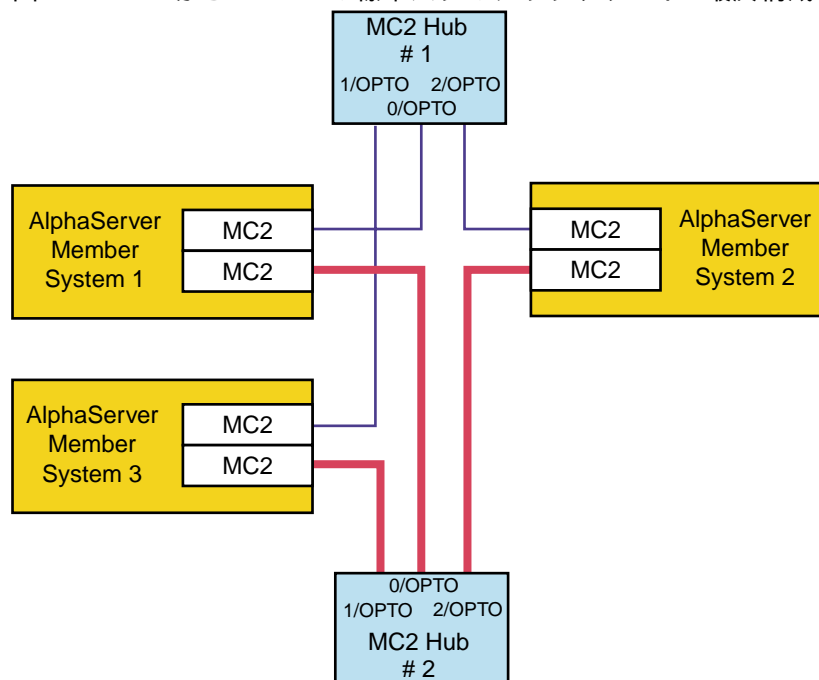 MC2 Hub
# 1
1/OPTO 2/OPTO
0/OPTO
AlphaServer
Member
System 1
MC2
MC2
MC2
MC2
AlphaServer
Member
System 2
AlphaServer
Member
System 3
MC2
MC2
0/OPTO
1/OPTO 2/OPTO
MC2 Hub
# 2